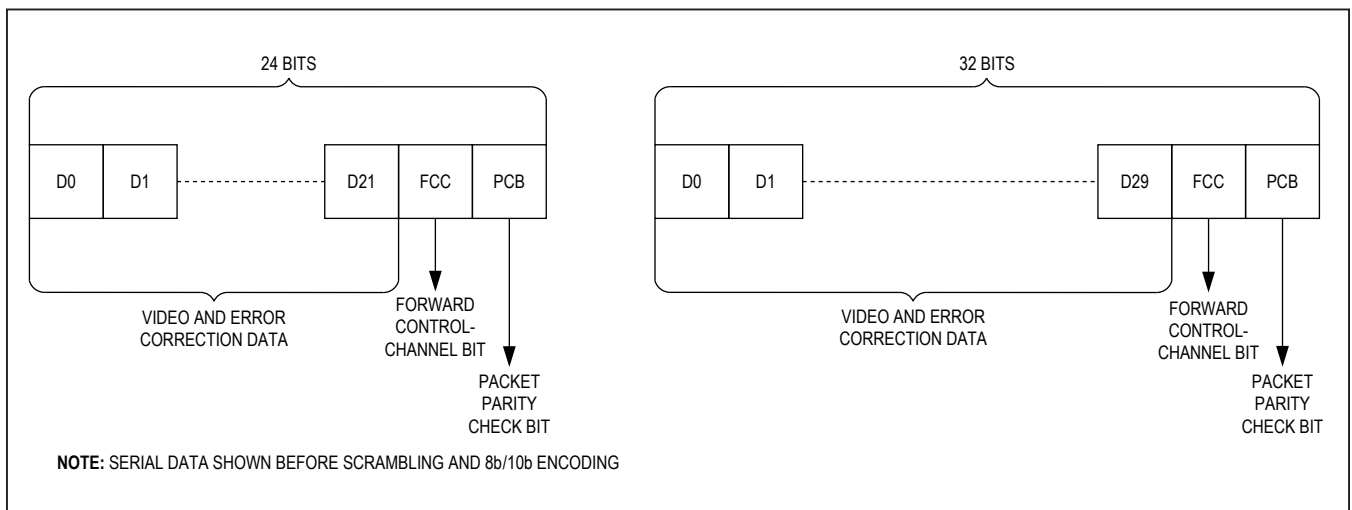 24 BITS
D0 D1 D21 FCC PCB
VIDEO AND ERROR
CORRECTION DATA
FORWARD
CONTROL-
CHANNEL BIT
PACKET
PARITY
CHECK BIT
32 BITS
D0 D1 D29 FCC PCB
VIDEO AND ERROR
CORRECTION DATA
FORWARD
CONTROL-
CHANNEL BIT
PACKET
PARITY
CHECK BIT
NOTE: SERIAL DATA SHOWN BEFORE SCRAMBLING AND 8b/10b ENCODING